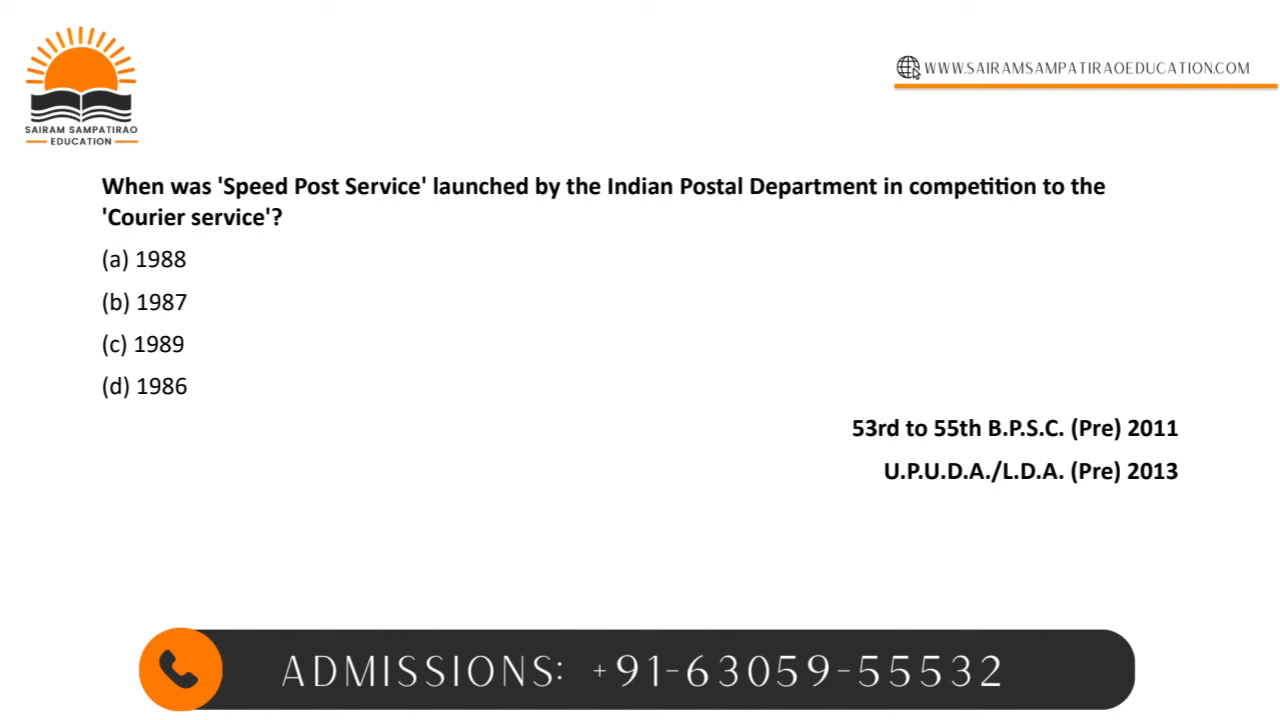 SAIRAM SAMPATIRAO
EDUCATION
WWW.SAIRAMSAMPATIRAOEDUCATION.COM
When was 'Speed Post Service' launched by the Indian Postal Department in competition to the
'Courier service'?
(a) 1988
(b) 1987
(c) 1989
(d) 1986
53rd to 55th B.P.S.C. (Pre) 2011
U.P.U.D.A./L.D.A. (Pre) 2013
ADMISSIONS: +91-63059-55532